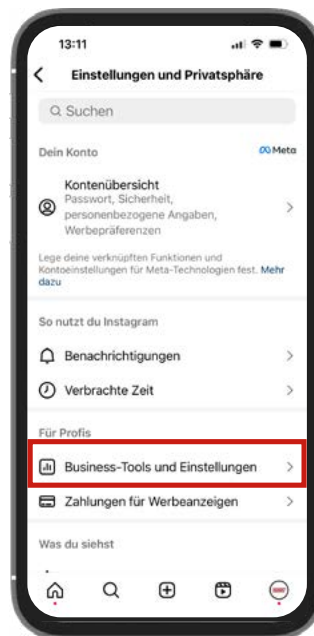 13:11
Einstellungen und Privatsphäre
Suchen
Dein Konto
Meta
Kontenübersicht
Passwort, Sicherheit,
personenbezogene Angaben,
Werbepräferenzen
Lege deine verknüpften Funktionen und
Kontoeinstellungen für Meta-Technologien fest. Mehr
dazu
So nutzt du Instagram
Benachrichtigungen
Verbrachte Zeit
Für Profis
Business-Tools und Einstellungen
Zahlungen für Werbeanzeigen
Was du siehst